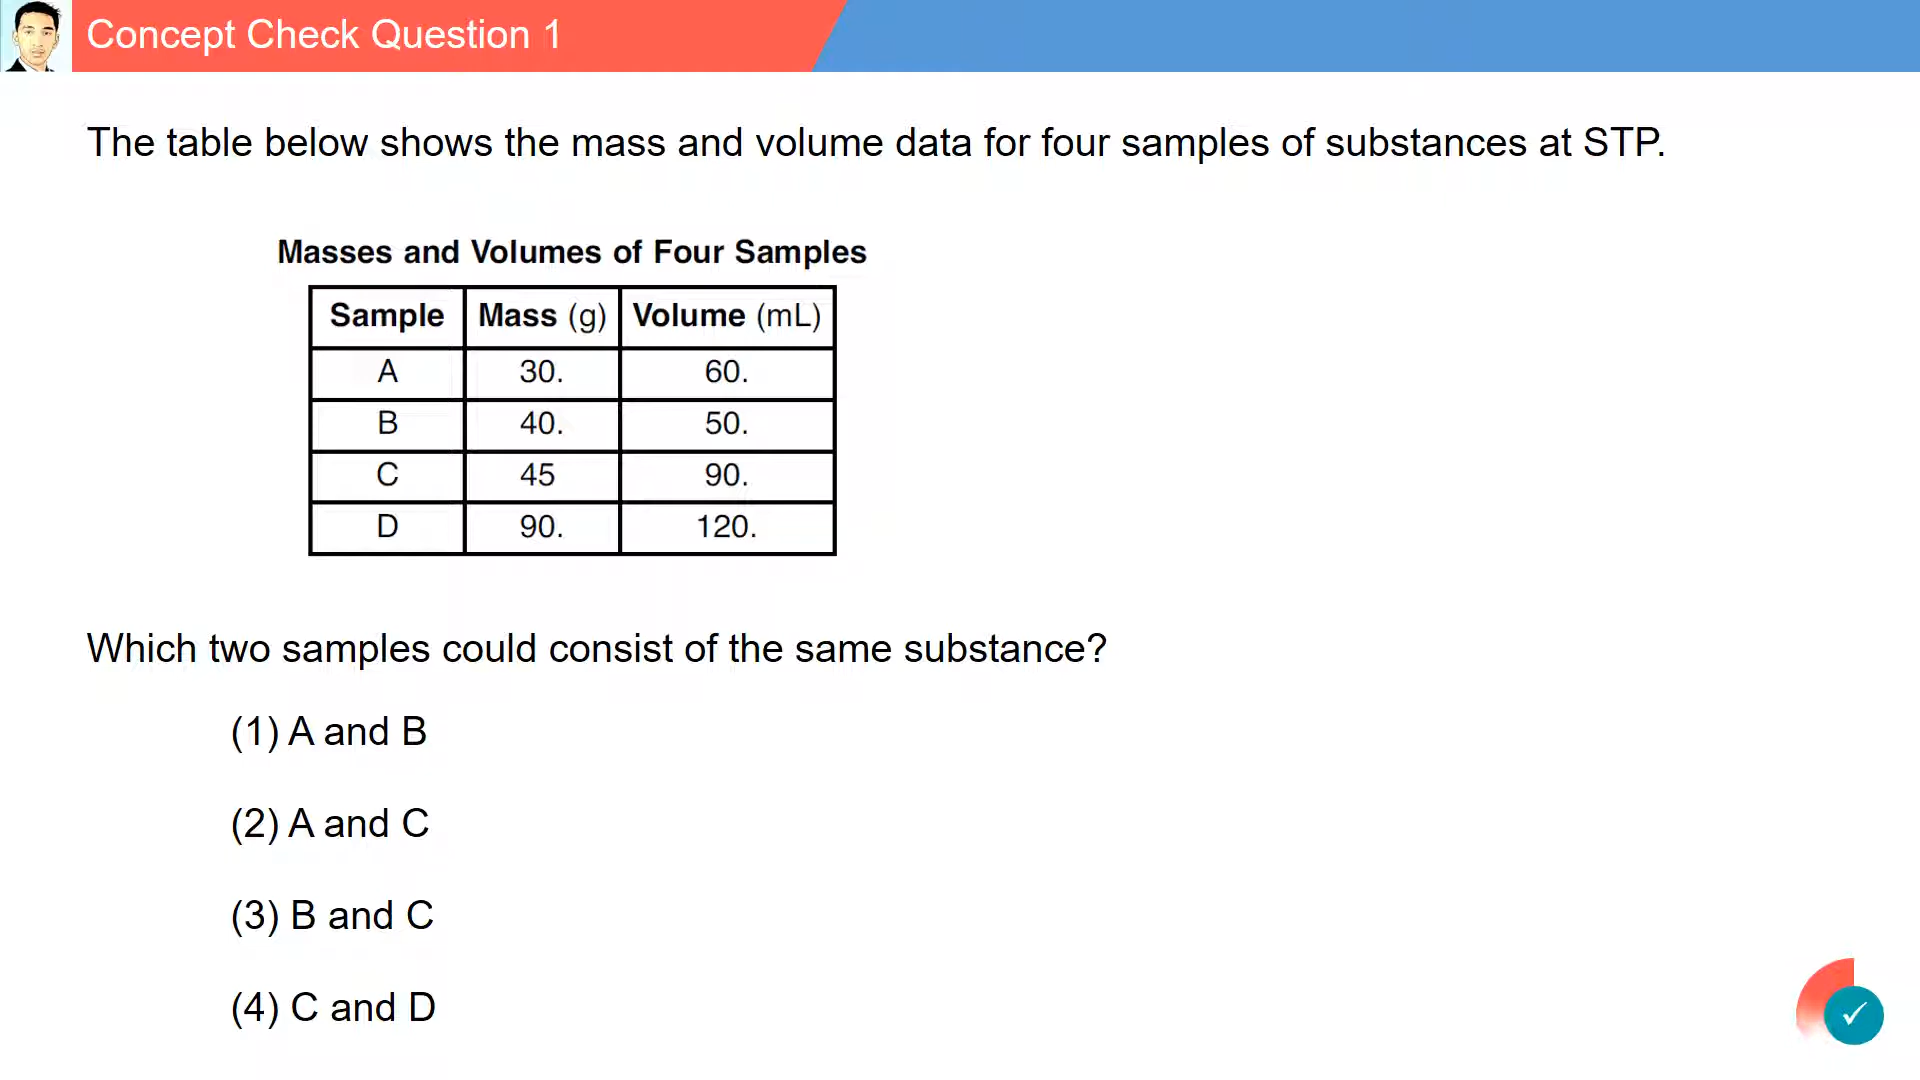 Concept Check Question 1
The table below shows the mass and volume data for four samples of substances at STP.
Masses and Volumes of Four Samples
Sample Mass (g) Volume (mL)
A 30. 60.
B 40. 50.
C 45 90.
D 90. 120.
Which two samples could consist of the same substance?
(1) A and B
(2) A and C
(3) B and C
(4) C and D